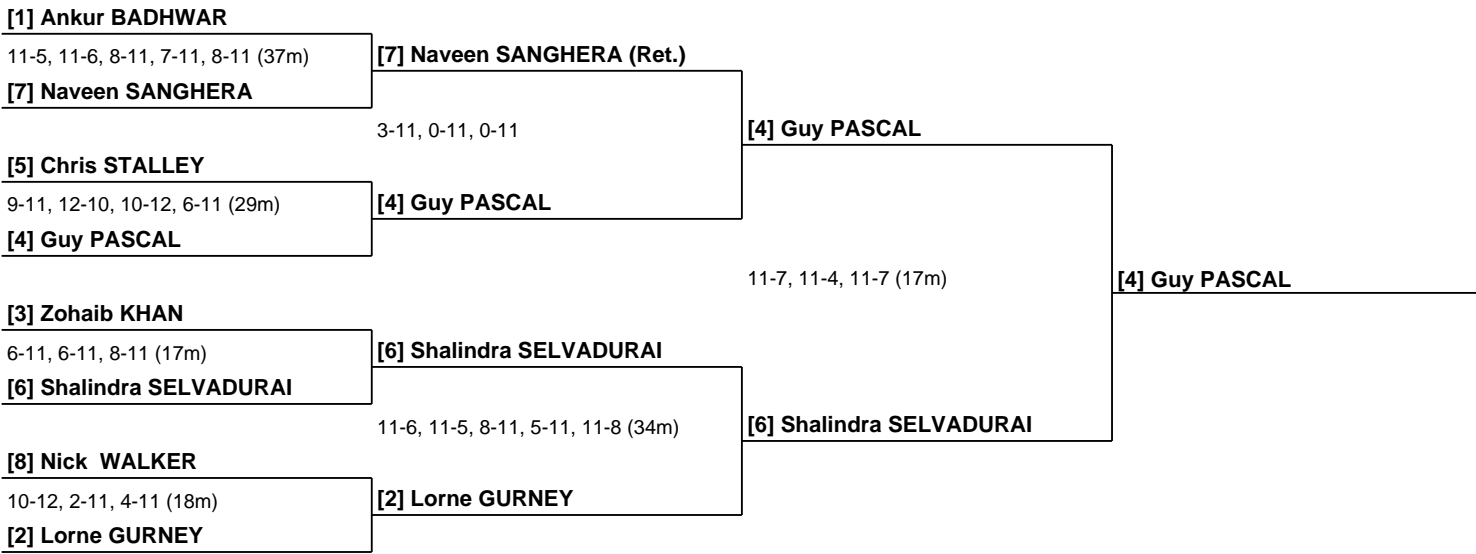 [1] Ankur BADHWAR
11-5, 11-6, 8-11, 7-11, 8-11 (37m)
[7] Naveen SANGHERA
[5] Chris STALLEY
9-11, 12-10, 10-12, 6-11 (29m)
[4] Guy PASCAL
[3] Zohaib KHAN
6-11, 6-11, 8-11 (17m)
[6] Shalindra SELVADURAI
[8] Nick  WALKER
10-12, 2-11, 4-11 (18m)
[2] Lorne GURNEY
[7] Naveen SANGHERA (Ret.)
3-11, 0-11, 0-11
[4] Guy PASCAL
[6] Shalindra SELVADURAI
11-6, 11-5, 8-11, 5-11, 11-8 (34m)
[2] Lorne GURNEY
[4] Guy PASCAL
11-7, 11-4, 11-7 (17m)
[6] Shalindra SELVADURAI
[4] Guy PASCAL